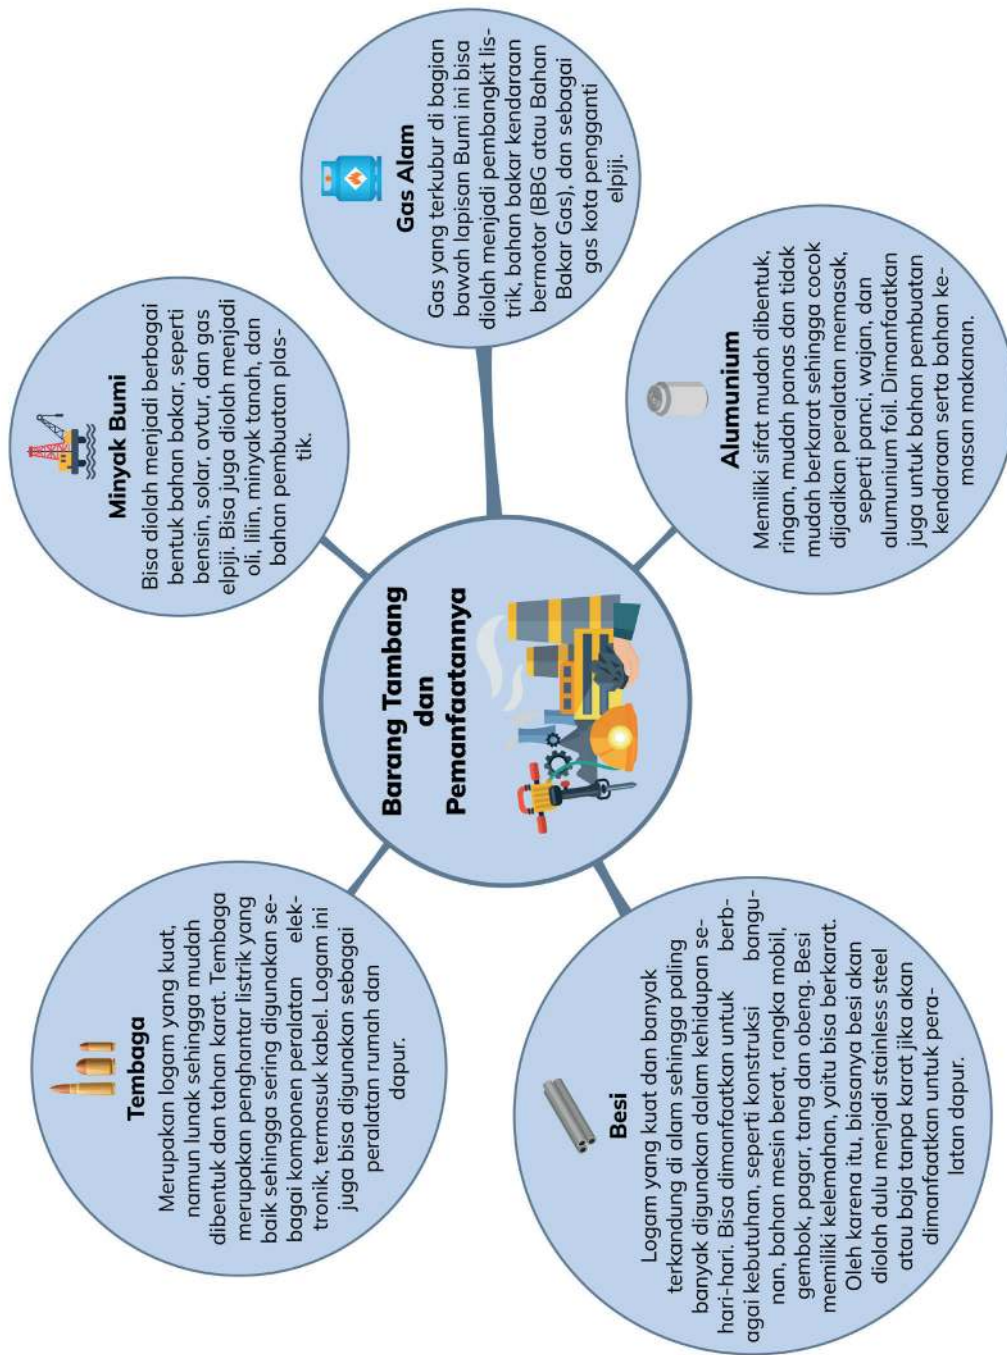 Barang Tambang
dan
Pemanfaatannya
Tembaga
Merupakan logam yang kuat,
namun lunak sehingga mudah
dibentuk dan tahan karat. Tembaga
merupakan penghantar listrik yang
baik sehingga sering digunakan se-
bagai komponen peralatan elek-
tronik, termasuk kabel. Logam ini
juga bisa digunakan sebagai
peralatan rumah dan
dapur.
Minyak Bumi
Bisa diolah menjadi berbagai
bentuk bahan bakar, seperti
bensin, solar, avtur, dan gas
elpiji. Bisa juga diolah menjadi
oli, lilin, minyak tanah, dan
bahan pembuatan plas-
tik.
Gas Alam
Gas yang terkubur di bagian
bawah lapisan Bumi ini bisa
diolah menjadi pembangkit lis-
trik, bahan bakar kendaraan
bermotor (BBG atau Bahan
Bakar Gas), dan sebagai
gas kota pengganti
elpiji.
Alumunium
Memiliki sifat mudah dibentuk,
ringan, mudah panas dan tidak
mudah berkarat sehingga cocok
dijadikan peralatan memasak,
seperti panci, wajan, dan
alumunium foil. Dimanfaatkan
juga untuk bahan pembuatan
kendaraan serta bahan ke-
masan makanan.
Besi
Logam yang kuat dan banyak
terkandung di alam sehingga paling
banyak digunakan dalam kehidupan se-
hari-hari. Bisa dimanfaatkan untuk berb-
agai kebutuhan, seperti konstruksi bangu-
nan, bahan mesin berat, rangka mobil,
gembok, pagar, tang dan obeng. Besi
memiliki kelemahan, yaitu bisa berkarat.
Oleh karena itu, biasanya besi akan
diolah dulu menjadi stainless steel
atau baja tanpa karat jika akan
dimanfaatkan untuk pera-
latan dapur.